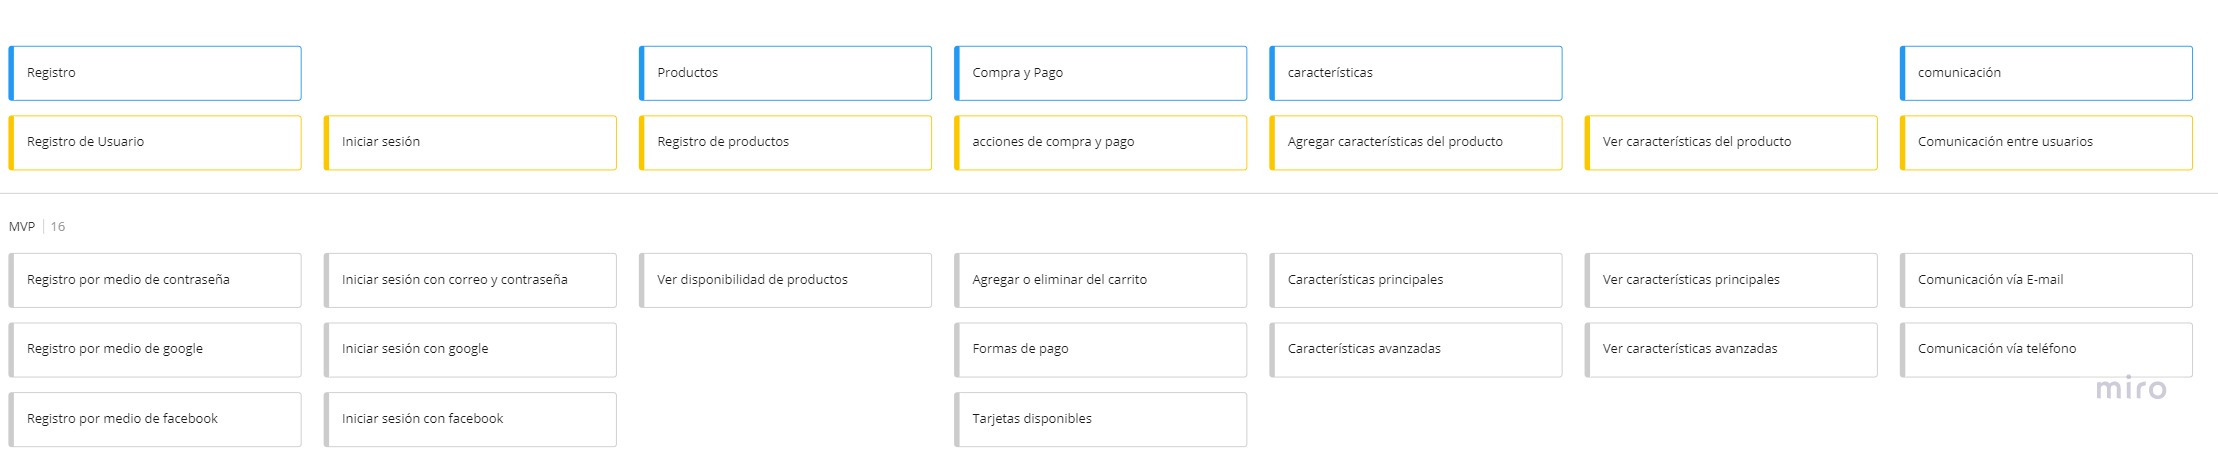 Registro
Productos
Compra y Pago
características
comunicación
Registro de Usuario
Iniciar sesión
Registro de productos
acciones de compra y pago
Agregar características del producto
Ver características del producto
Comunicación entre usuarios
MVP 16
Registro por medio de contraseña
Iniciar sesión con correo y contraseña
Ver disponibilidad de productos
Agregar o eliminar del carrito
Características principales
Ver características principales
Comunicación vía E-mail
Registro por medio de google
Iniciar sesión con google
Formas de pago
Características avanzadas
Ver características avanzadas
Comunicación vía teléfono
miro
Registro por medio de facebook
Iniciar sesión con facebook
Tarjetas disponibles